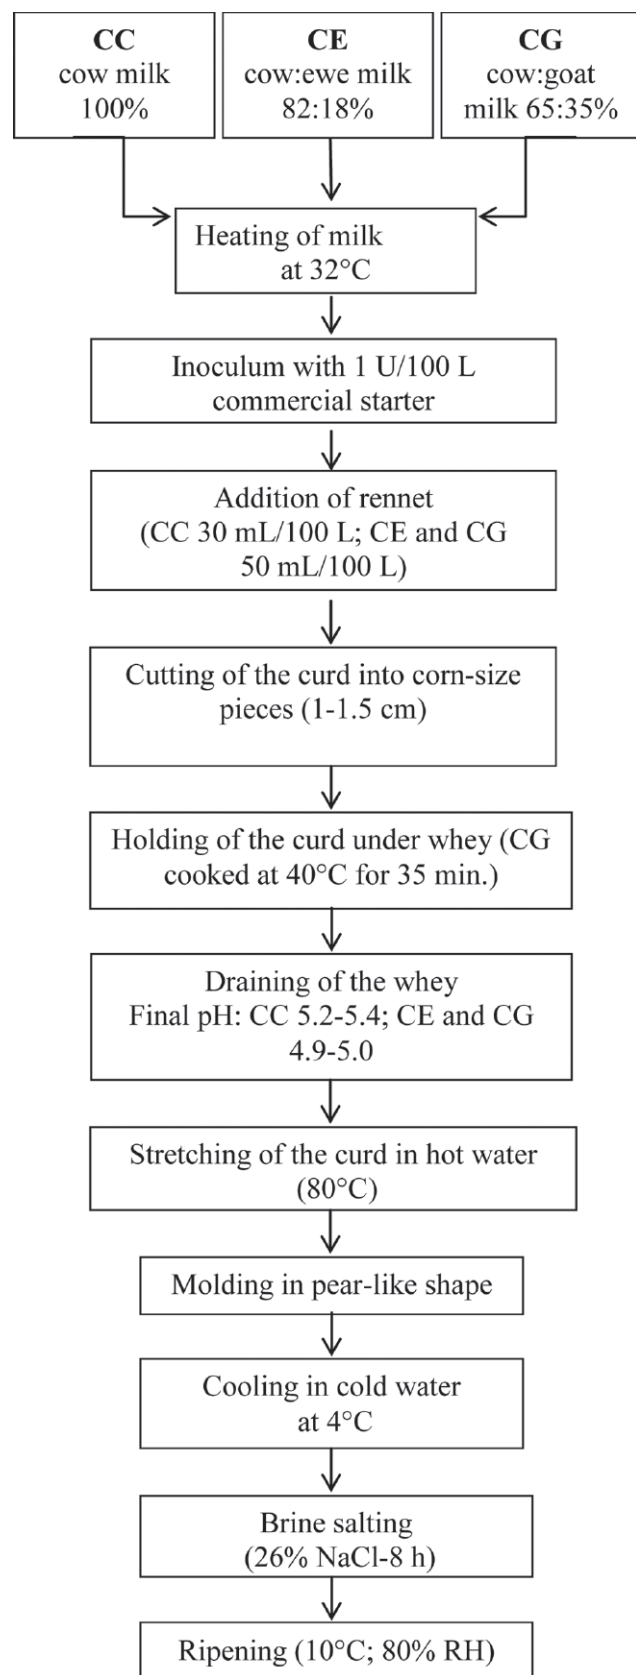 CC
cow milk
100%
CE
cow:ewe milk
82:18%
CG
cow:goat
milk 65:35%
Heating of milk
at 32°C
Inoculum with 1 U/100 L
commercial starter
Addition of rennet
(CC 30 mL/100 L; CE and CG
50 mL/100 L)
Cutting of the curd into corn-size
pieces (1-1.5 cm)
Holding of the curd under whey (CG
cooked at 40°C for 35 min.)
Draining of the whey
Final pH: CC 5.2-5.4; CE and CG
4.9-5.0
Stretching of the curd in hot water
(80°C)
Molding in pear-like shape
Cooling in cold water
at 4°C
Brine salting
(26% NaCl-8 h)
Ripening (10°C; 80% RH)